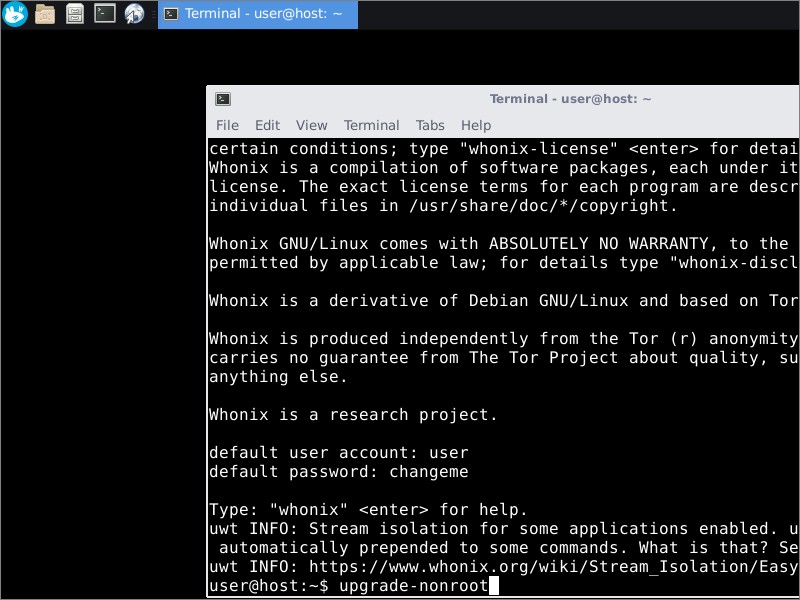 Terminal - user@host: ~
Terminal - user@host: ~
File Edit View Terminal Tabs Help
certain conditions; type "whonix-license" <enter> for detai
Whonix is a compilation of software packages, each under it
license. The exact license terms for each program are descr
individual files in /usr/share/doc/*/copyright.
Whonix GNU/Linux comes with ABSOLUTELY NO WARRANTY, to the
permitted by applicable law; for details type "whonix-discl
Whonix is a derivative of Debian GNU/Linux and based on Tor
Whonix is produced independently from the Tor (r) anonymity
carries no guarantee from The Tor Project about quality, su
anything else.
Whonix is a research project.
default user account: user
default password: changeme
Type: "whonix" <enter> for help.
uwt INFO: Stream isolation for some applications enabled. u
automatically prepended to some commands. What is that? Se
uwt INFO: https://www.whonix.org/wiki/Stream_Isolation/Easy
user@host:~$ upgrade-nonroot